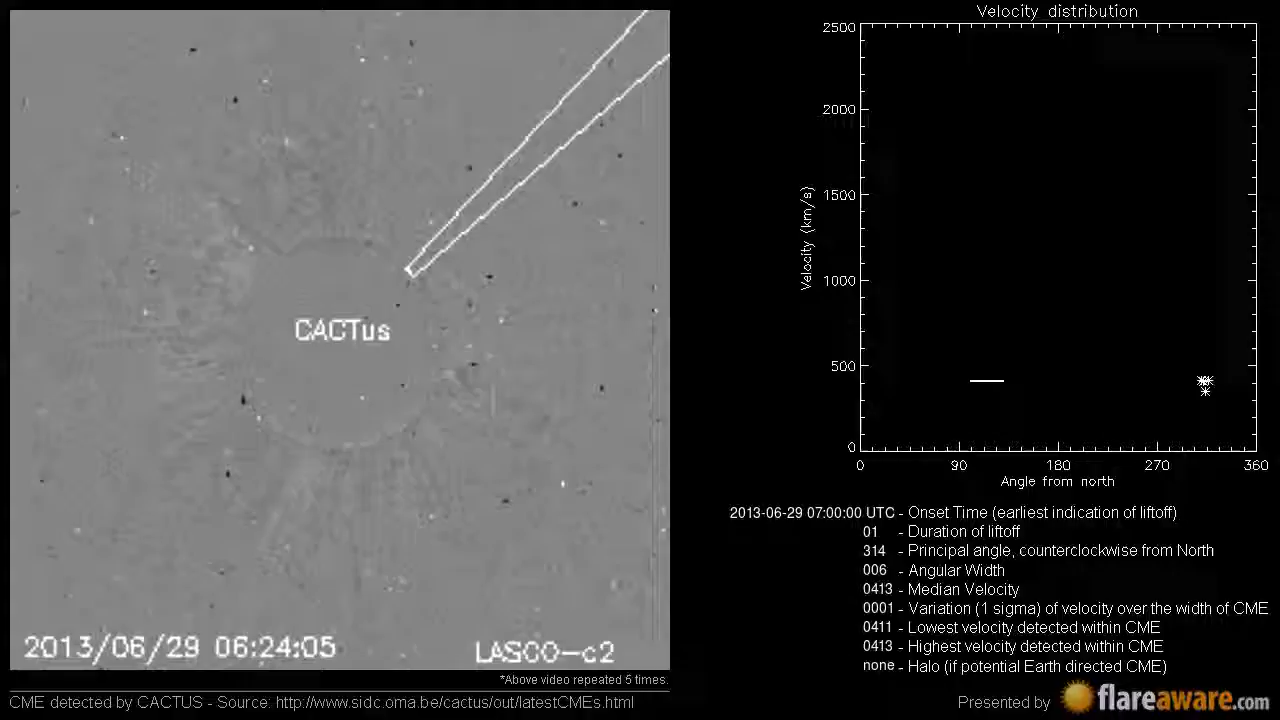 CACTus
2013/06/29 06:24:05
LASCO-c2
*Above video repeated 5 times.
CME detected by CACTUS - Source: http://www.sidc.oma.be/cactus/out/latestCMEs.html
Velocity distribution
2500
2000
1500
1000
500
0
Velocity (km/s)
0 90 180 270 360
Angle from north
2013-06-29 07:00:00 UTC - Onset Time (earliest indication of liftoff)
01 - Duration of liftoff
314 - Principal angle, counterclockwise from North
006 - Angular Width
0413 - Median Velocity
0001 - Variation (1 sigma) of velocity over the width of CME
0411 - Lowest velocity detected within CME
0413 - Highest velocity detected within CME
none - Halo (if potential Earth directed CME)
Presented by flareaware.com